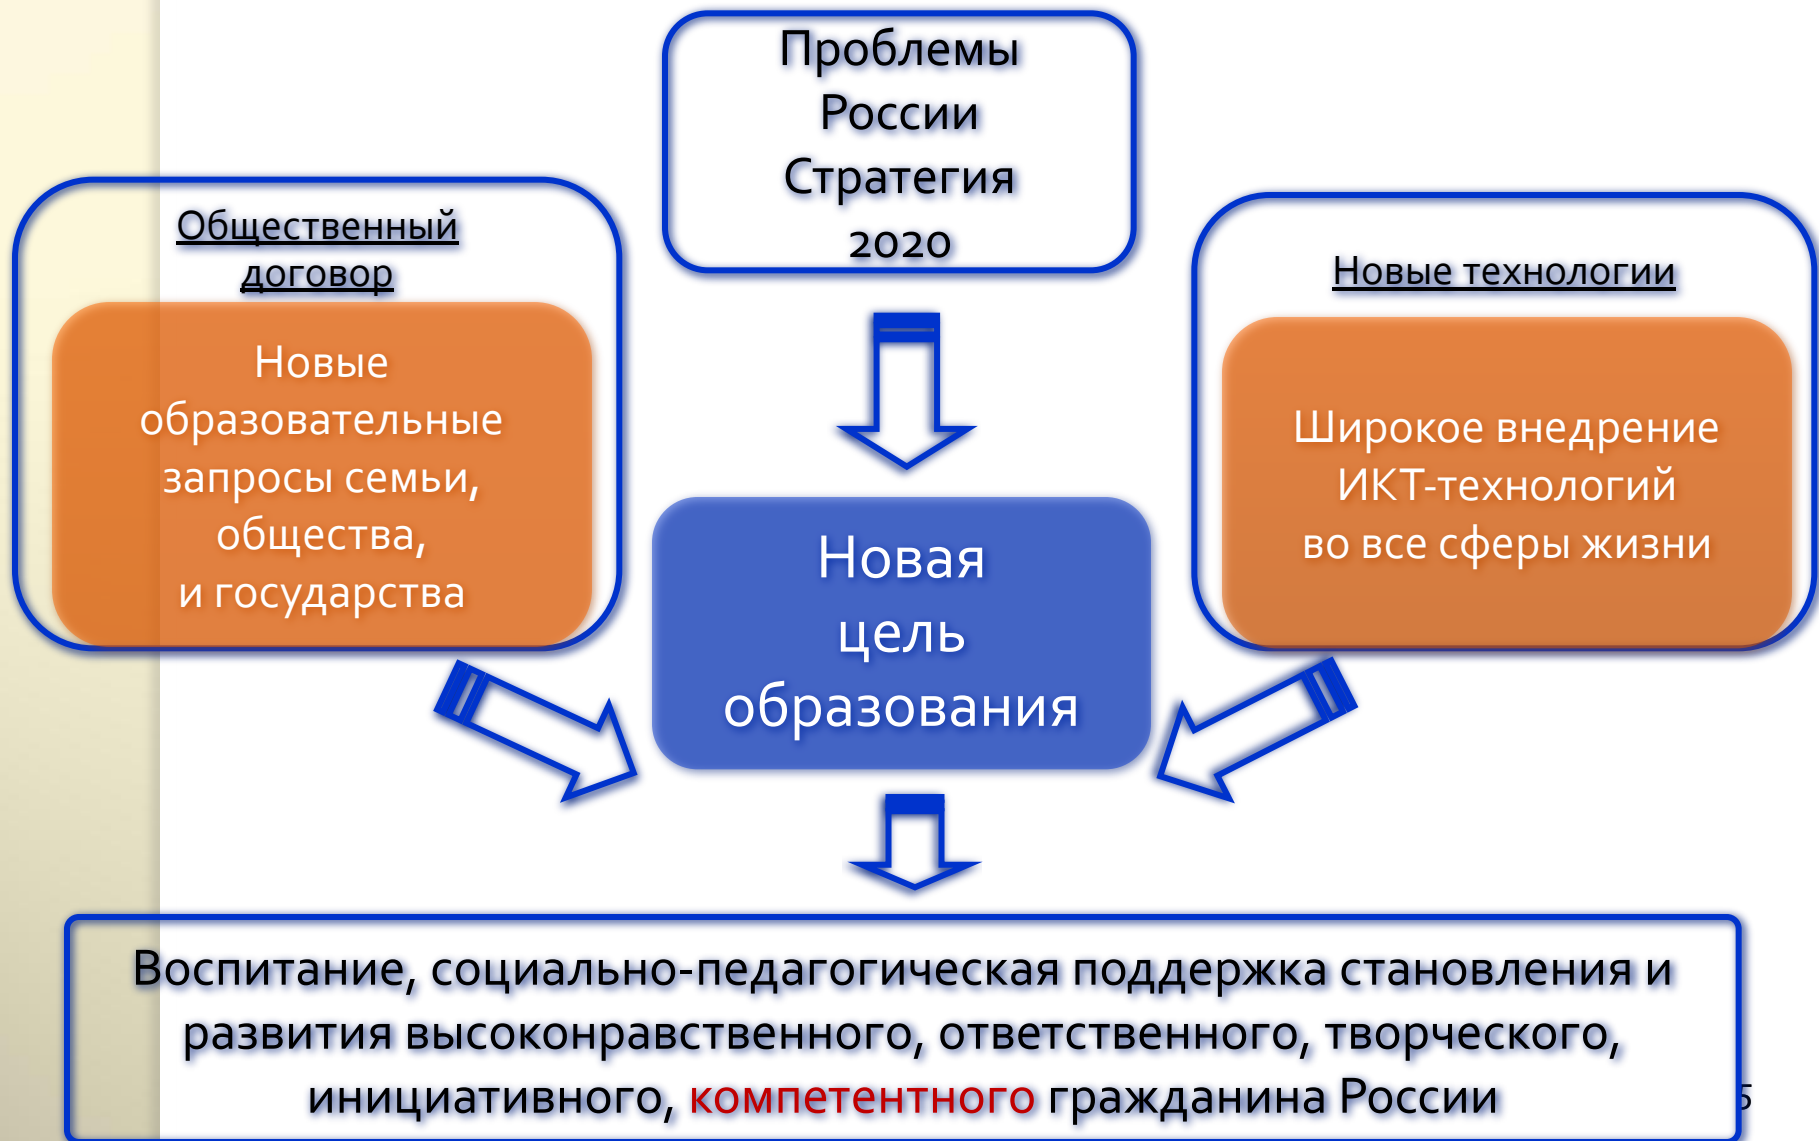 Проблемы
России
Стратегия
2020
Общественный
договор
Новые
образовательные
запросы семьи,
общества,
и государства
Новые технологии
Широкое внедрение
ИКТ-технологий
во все сферы жизни
Новая
цель
образования
Воспитание, социально-педагогическая поддержка становления и
развития высоконравственного, ответственного, творческого,
инициативного, компетентного гражданина России
5